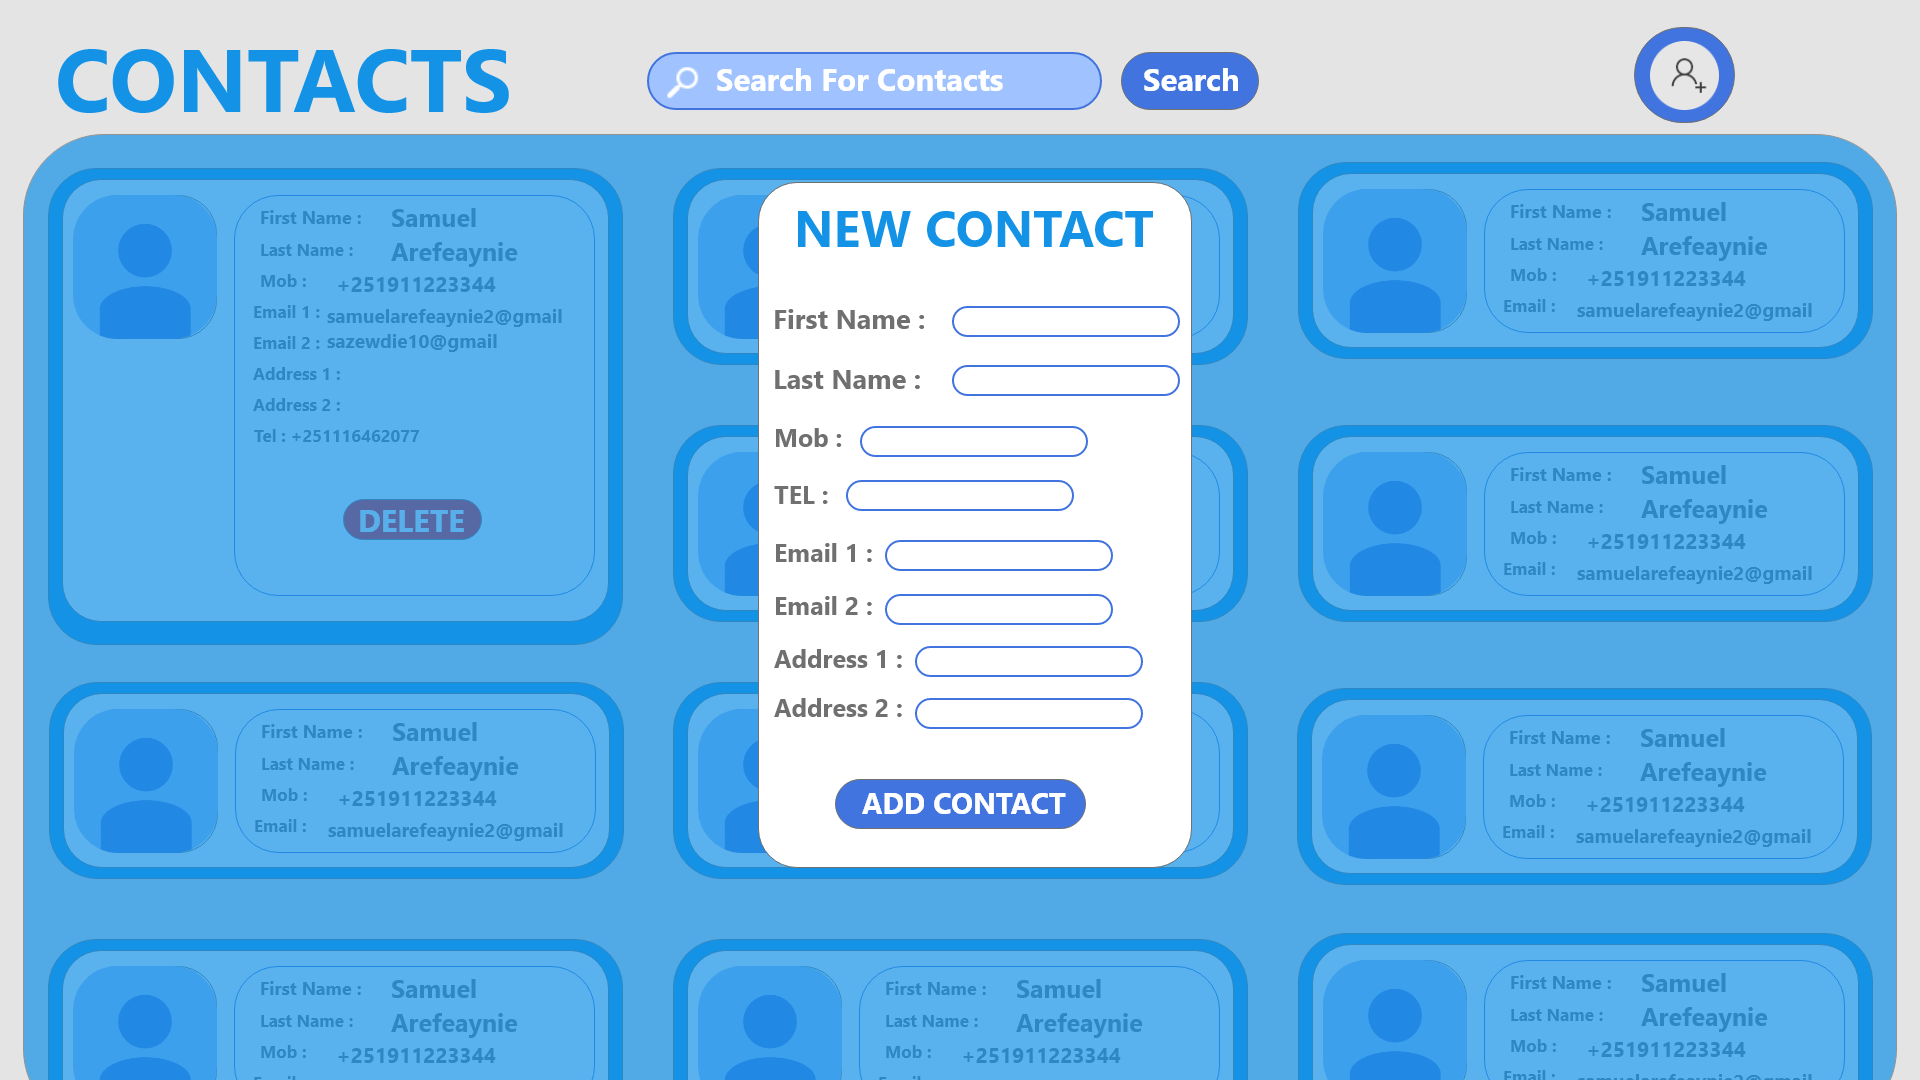 CONTACTS
Search For Contacts
Search
First Name : Samuel
Last Name : Arefeaynie
Mob : +251911223344
Email 1 : samuelarefeaynie2@gmail
Email 2 : sazewdie10@gmail
Address 1 :
Address 2 :
Tel : +251116462077
DELETE
NEW CONTACT
First Name :
Last Name :
Mob :
TEL :
Email 1 :
Email 2 :
Address 1 :
Address 2 :
ADD CONTACT
First Name : Samuel
Last Name : Arefeaynie
Mob : +251911223344
Email : samuelarefeaynie2@gmail
First Name : Samuel
Last Name : Arefeaynie
Mob : +251911223344
Email : samuelarefeaynie2@gmail
First Name : Samuel
Last Name : Arefeaynie
Mob : +251911223344
Email : samuelarefeaynie2@gmail
First Name : Samuel
Last Name : Arefeaynie
Mob : +251911223344
Email : samuelarefeaynie2@gmail
First Name : Samuel
Last Name : Arefeaynie
Mob : +251911223344
First Name : Samuel
Last Name : Arefeaynie
Mob : +251911223344
First Name : Samuel
Last Name : Arefeaynie
Mob : +251911223344
Email : samuelarefeaynie2@gmail